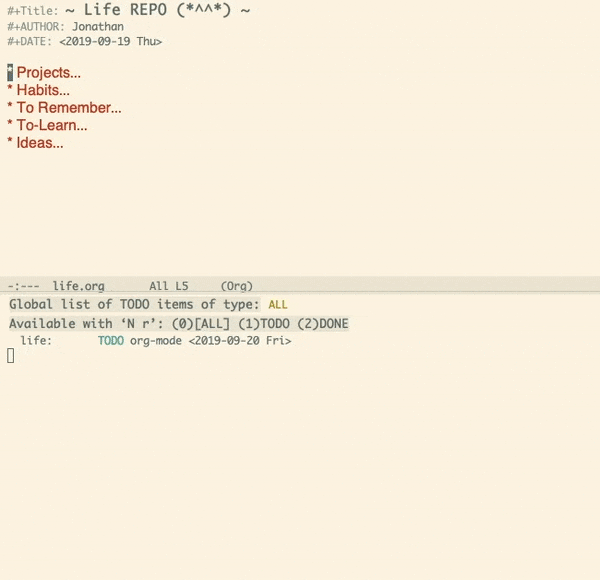 #+Title: ~ Life REPO (*^^*) ~
#+AUTHOR: Jonathan
#+DATE: <2019-09-19 Thu>
* Projects...
* Habits...
* To Remember...
* To-Learn...
* Ideas...
-:--- life.org All L5 (Org)
Global list of TODO items of type: ALL
Available with ‘N r’: (0)[ALL] (1)TODO (2)DONE
life: TODO org-mode <2019-09-20 Fri>